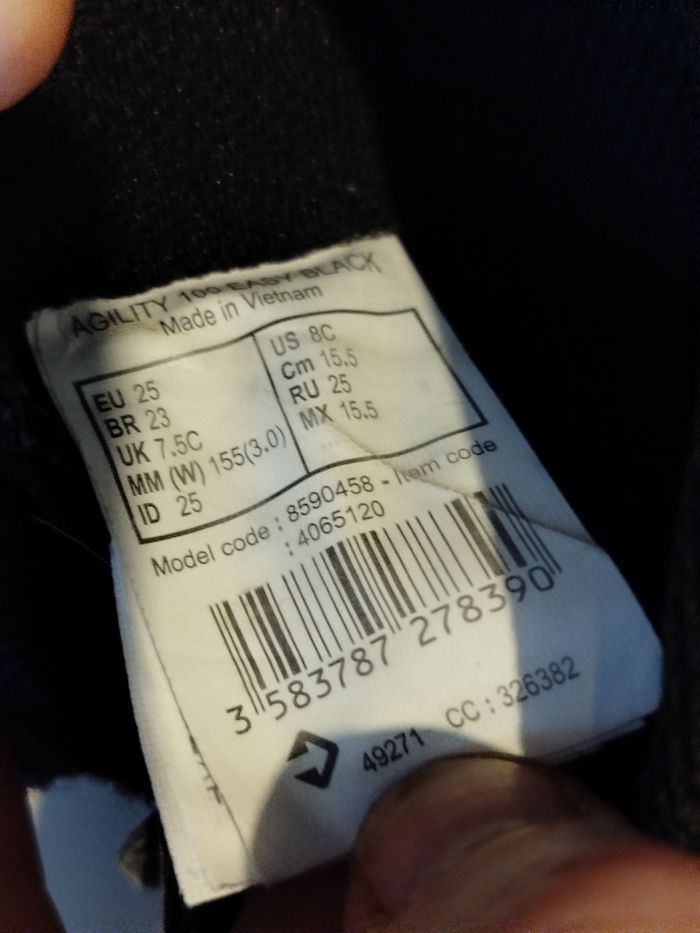 AGILITY 100 EASY BLACK
Made in Vietnam
EU 25
BR 23
UK 7.5C
MM (W) 155(3.0)
ID 25
US 8C
Cm 15.5
RU 25
MX 15.5
Model code : 8590458 - Item code
: 4065120
3 583787 278390
49271 CC : 326382